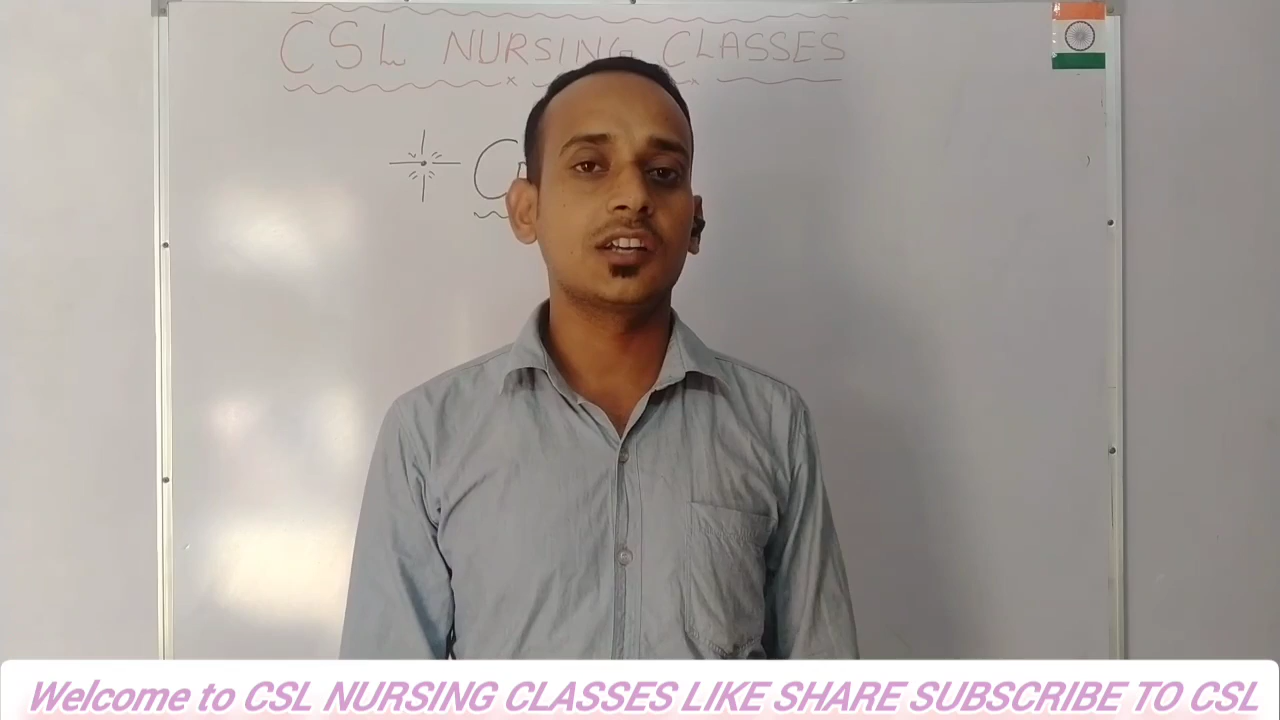 CSL NURSING CLASSES
Welcome to CSL NURSING CLASSES LIKE SHARE SUBSCRIBE TO CSL